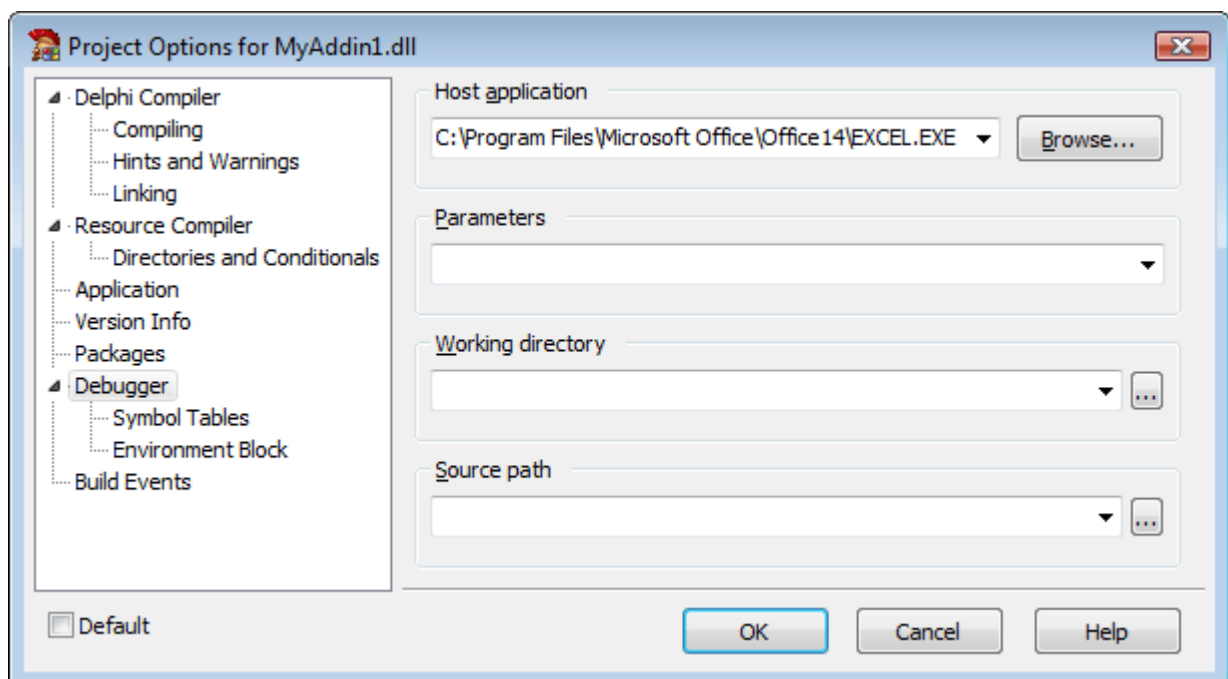 Project Options for MyAddin1.dll
Delphi Compiler
Compiling
Hints and Warnings
Linking
Resource Compiler
Directories and Conditionals
Application
Version Info
Packages
Debugger
Symbol Tables
Environment Block
Build Events
Host application
C:\Program Files\Microsoft Office\Office14\EXCEL.EXE
Browse...
Parameters
Working directory
...
Source path
...
Default
OK Cancel Help